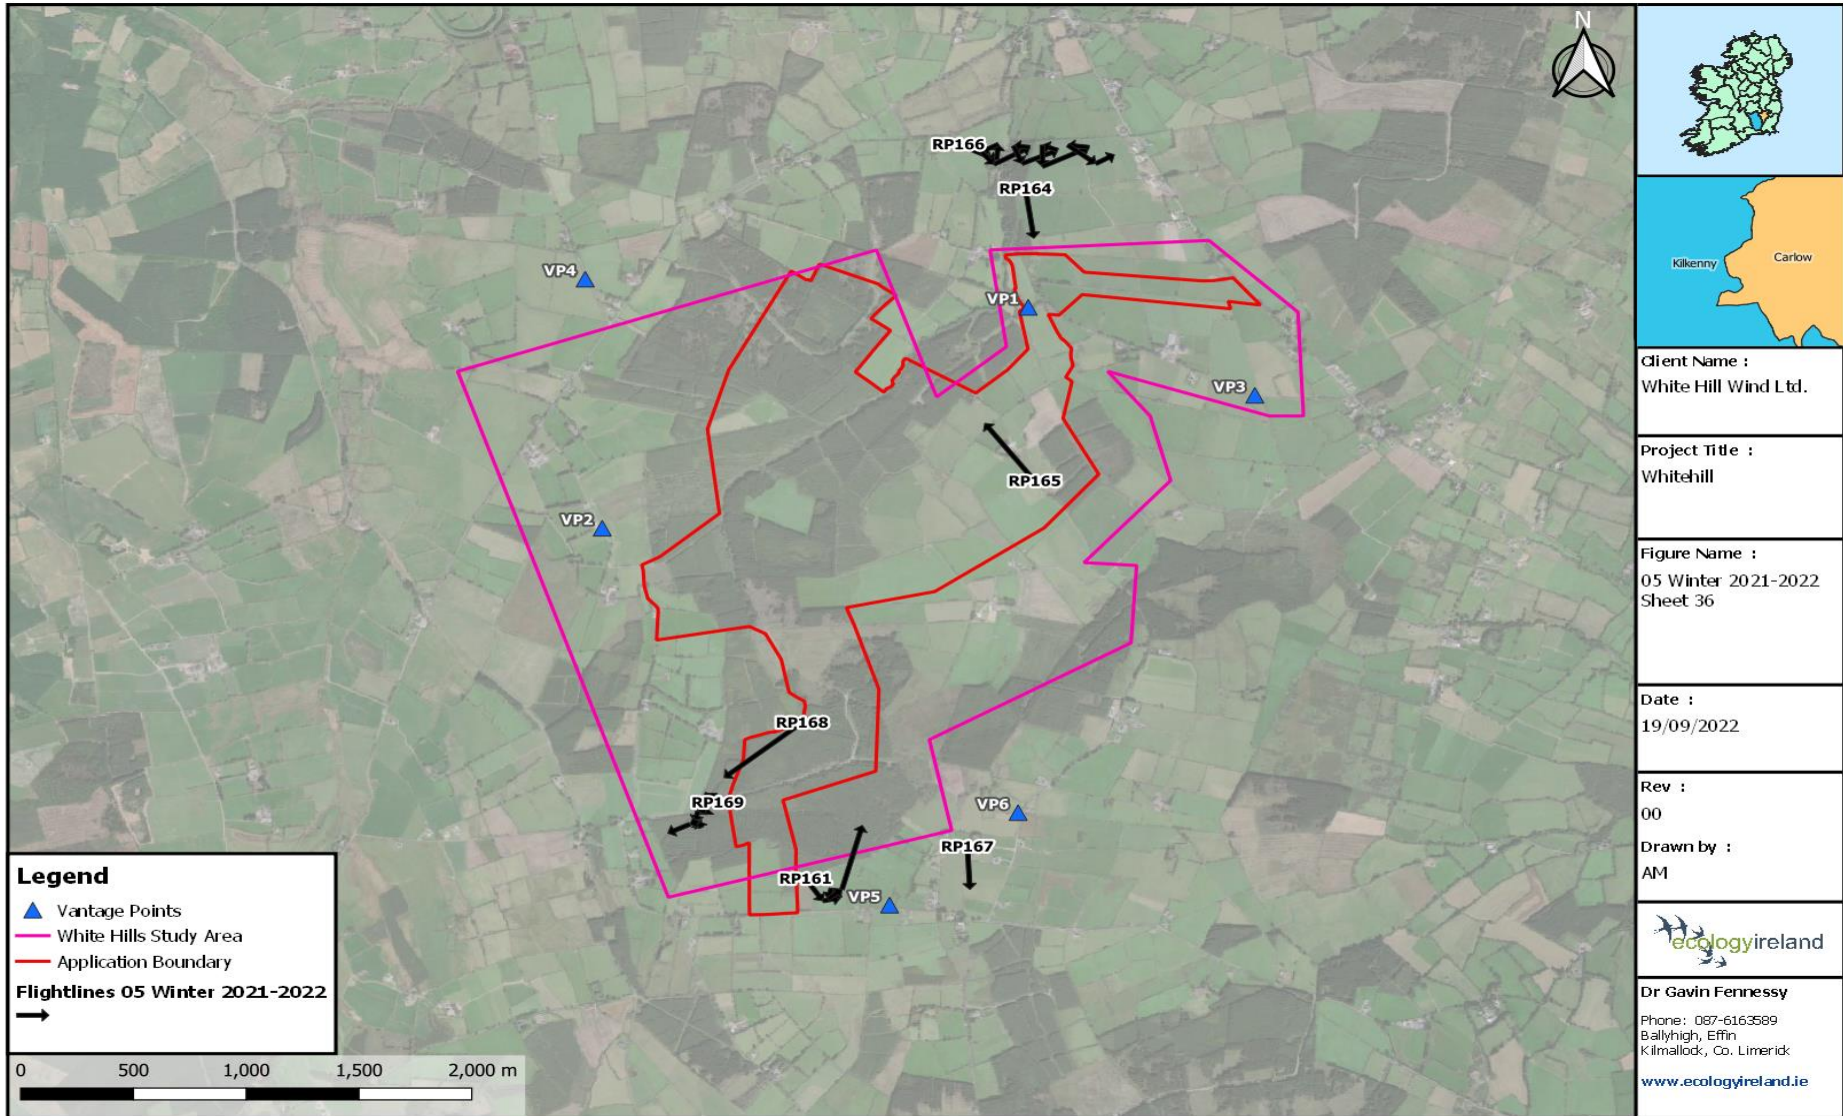 N
RP166
RP164
VP4
VP1
VP3
RP165
VP2
RP168
RP169
VP6
RP167
RP161
VP5
Legend
Vantage Points
White Hills Study Area
Application Boundary
Flightlines 05 Winter 2021-2022
0 500 1,000 1,500 2,000 m
Kilkenny
Carlow
Client Name :
White Hill Wind Ltd.
Project Title :
Whitehill
Figure Name :
05 Winter 2021-2022
Sheet 36
Date :
19/09/2022
Rev :
00
Drawn by :
AM
ecologyireland
Dr Gavin Fennessy
Phone: 087-6163589
Ballyhigh, Effin
Kilmallock, Co. Limerick
www.ecologyireland.ie